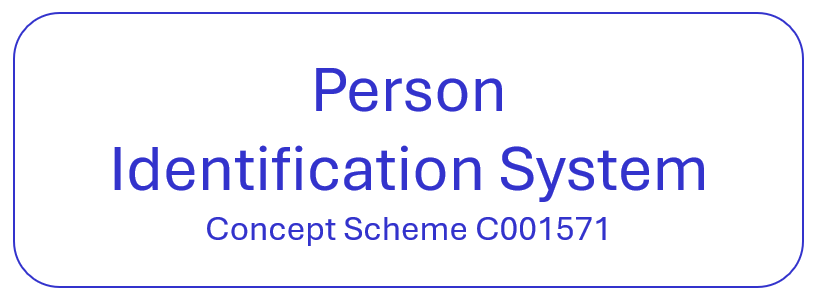 Person
Identification System
Concept Scheme C001571